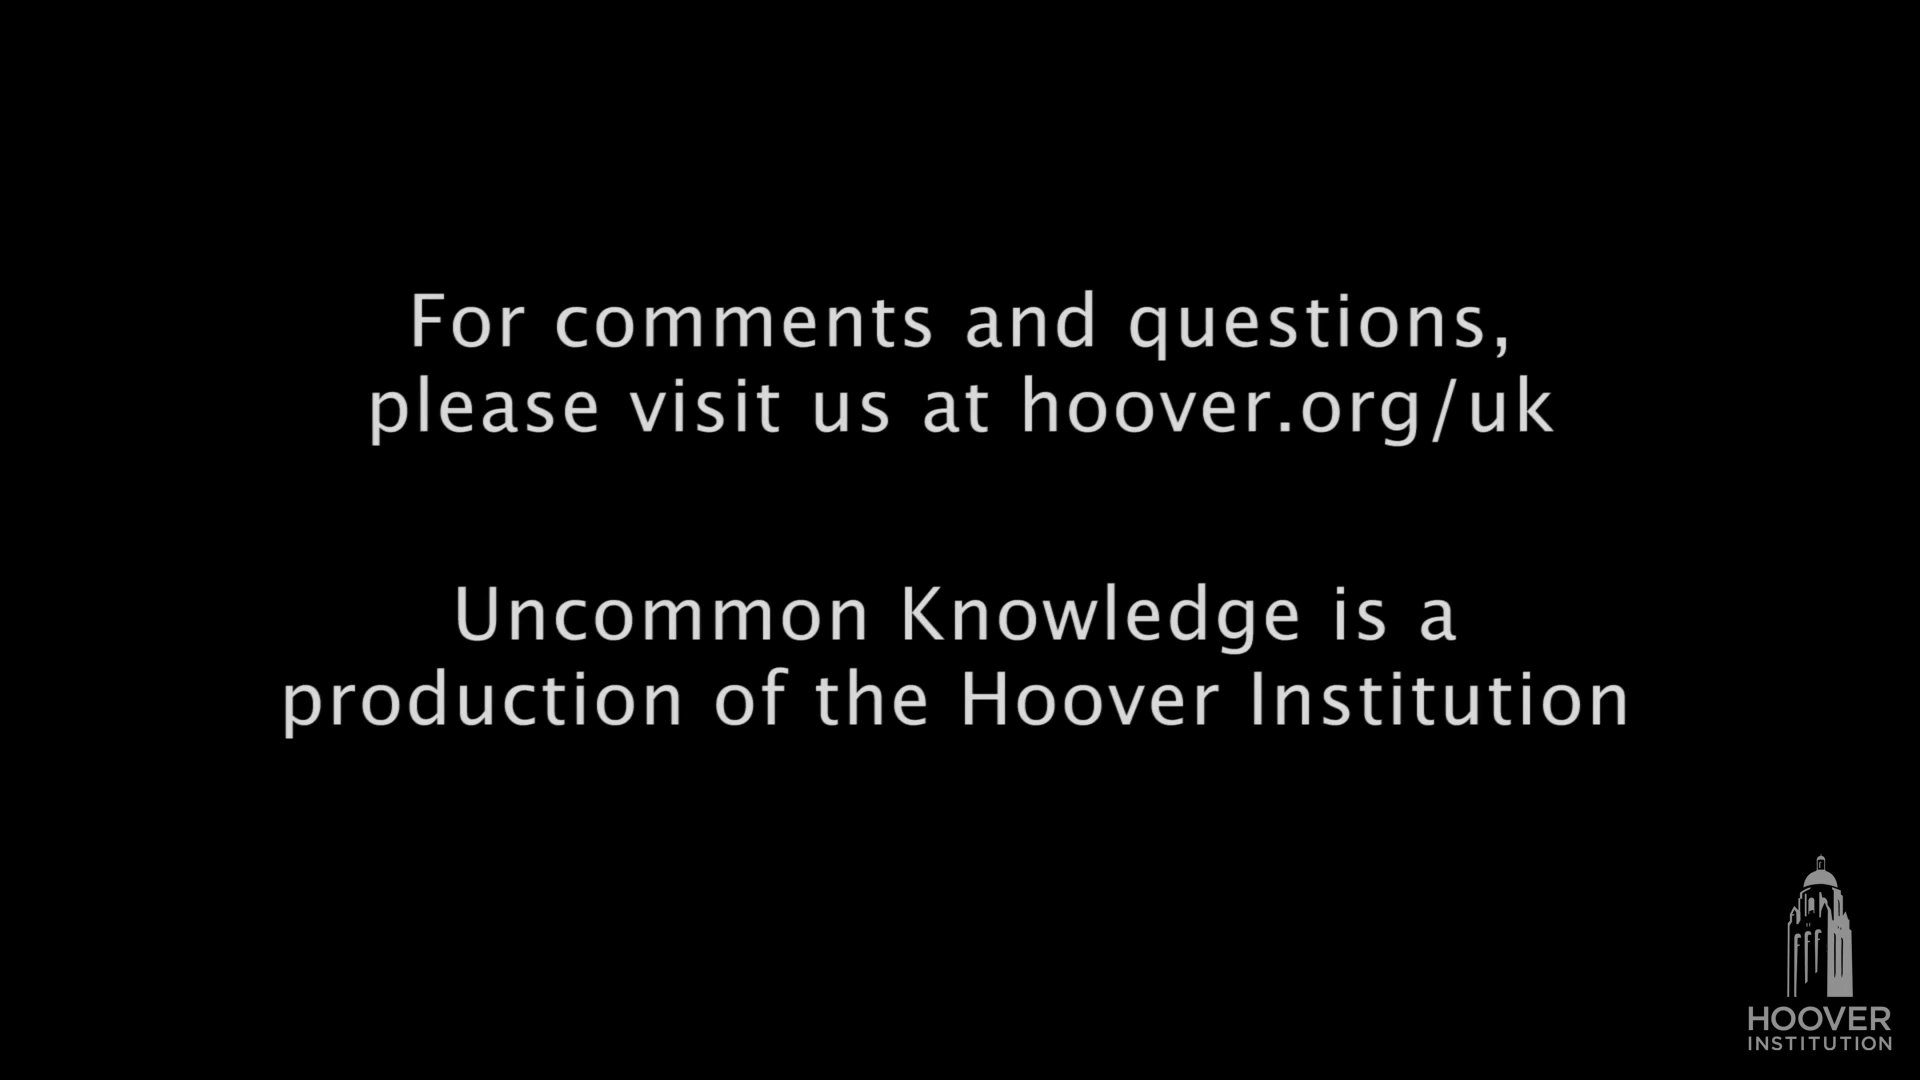 For comments and questions,
please visit us at hoover.org/uk
Uncommon Knowledge is a
production of the Hoover Institution
HOOVER
INSTITUTION